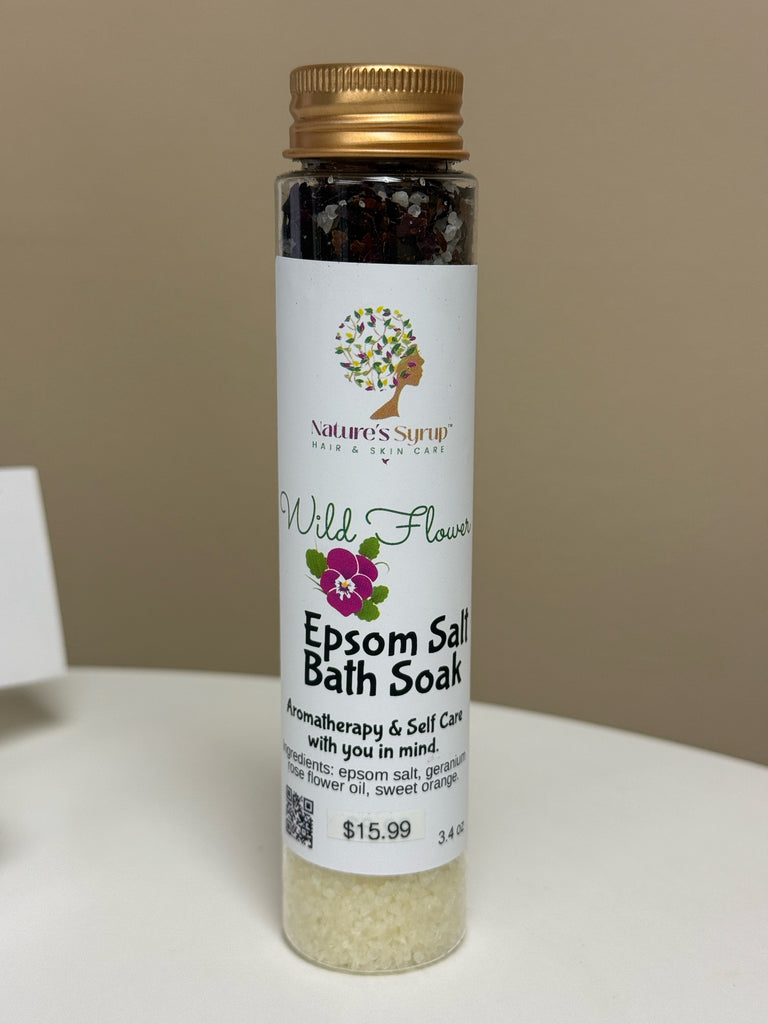 Nature's Syrup™
HAIR & SKIN CARE
Wild Flower
Epsom Salt
Bath Soak
Aromatherapy & Self Care
with you in mind.
ingredients: epsom salt, geranium
rose flower oil, sweet orange.
$15.99
3.4 oz